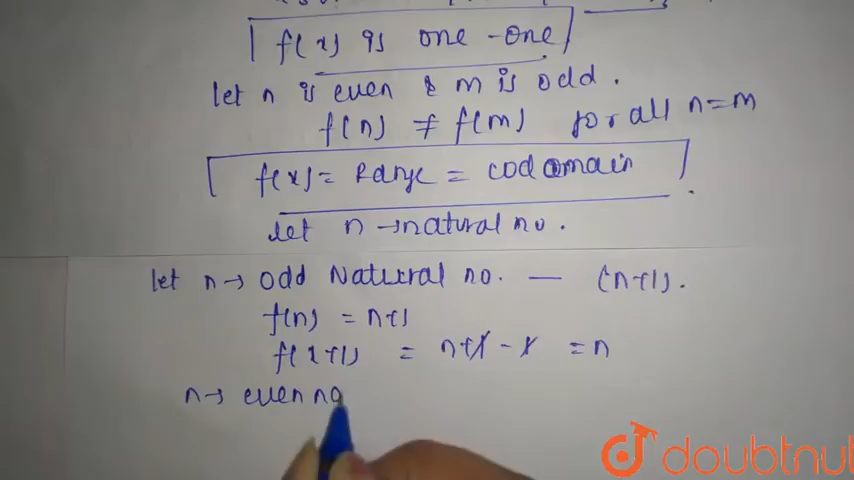 f(x) is one-one
let n is even & m is odd.
f(n) ≠ f(m) for all n=m
f(x) = Range = codomain
let n → natural no.
let n → odd Natural no. — (n+1).
f(n) = n+1
f(x+1) = n+1-1 = n
n → even no
doubtnut